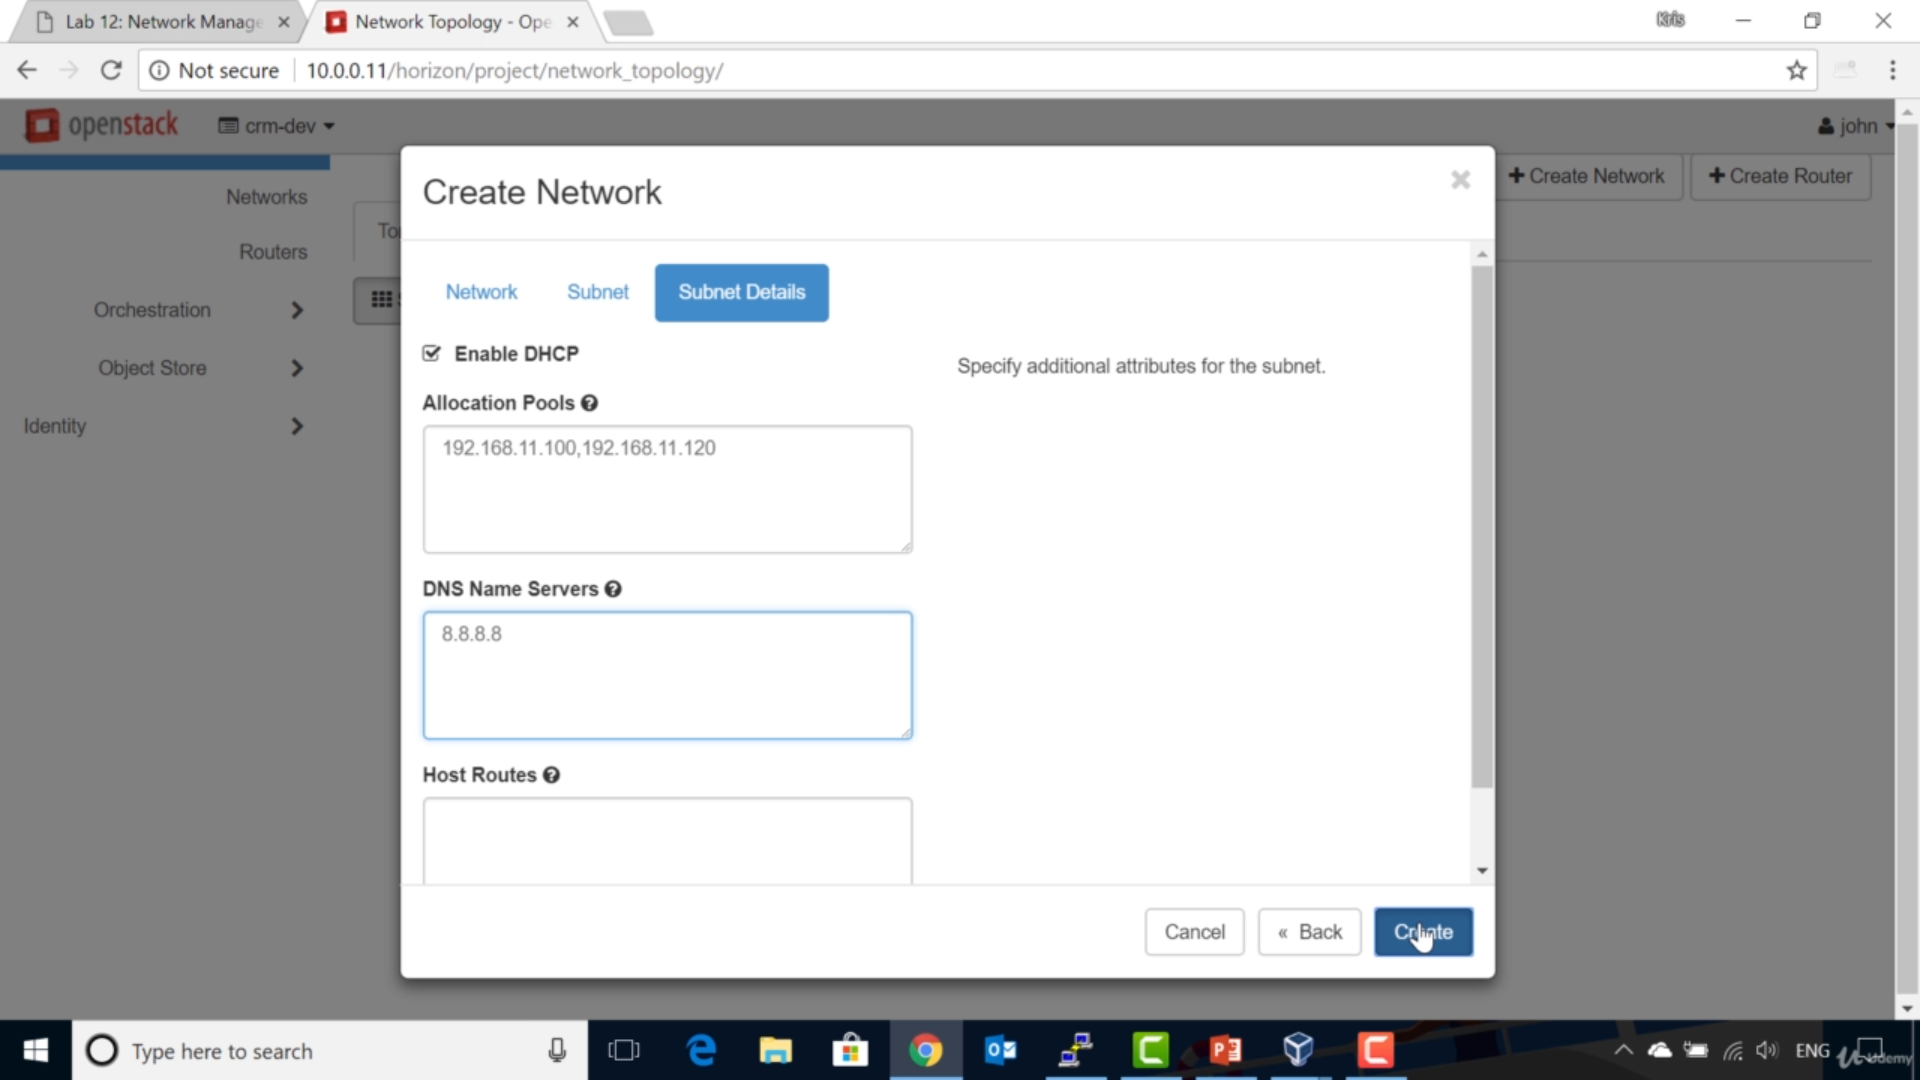 Lab 12: Network Manage
Network Topology - Ope
Kris
Not secure
10.0.0.11/horizon/project/network_topology/
openstack
crm-dev
john
Networks
Routers
Orchestration
Object Store
Identity
Create Network
+ Create Network
+ Create Router
Network
Subnet
Subnet Details
Enable DHCP
Specify additional attributes for the subnet.
Allocation Pools
192.168.11.100,192.168.11.120
DNS Name Servers
8.8.8.8
Host Routes
Cancel
« Back
Create
Type here to search
ENG
Udemy